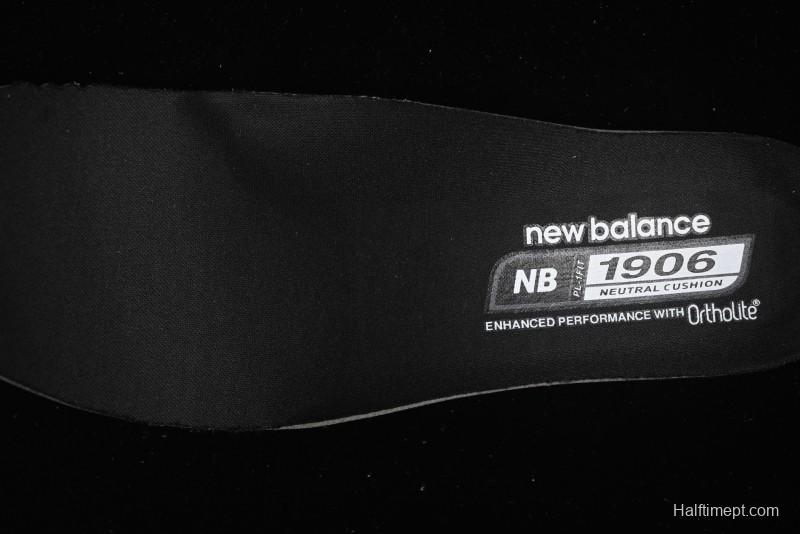 new balance
NB PL-1FIT 1906
NEUTRAL CUSHION
ENHANCED PERFORMANCE WITH Ortholite®
Halftimept.com